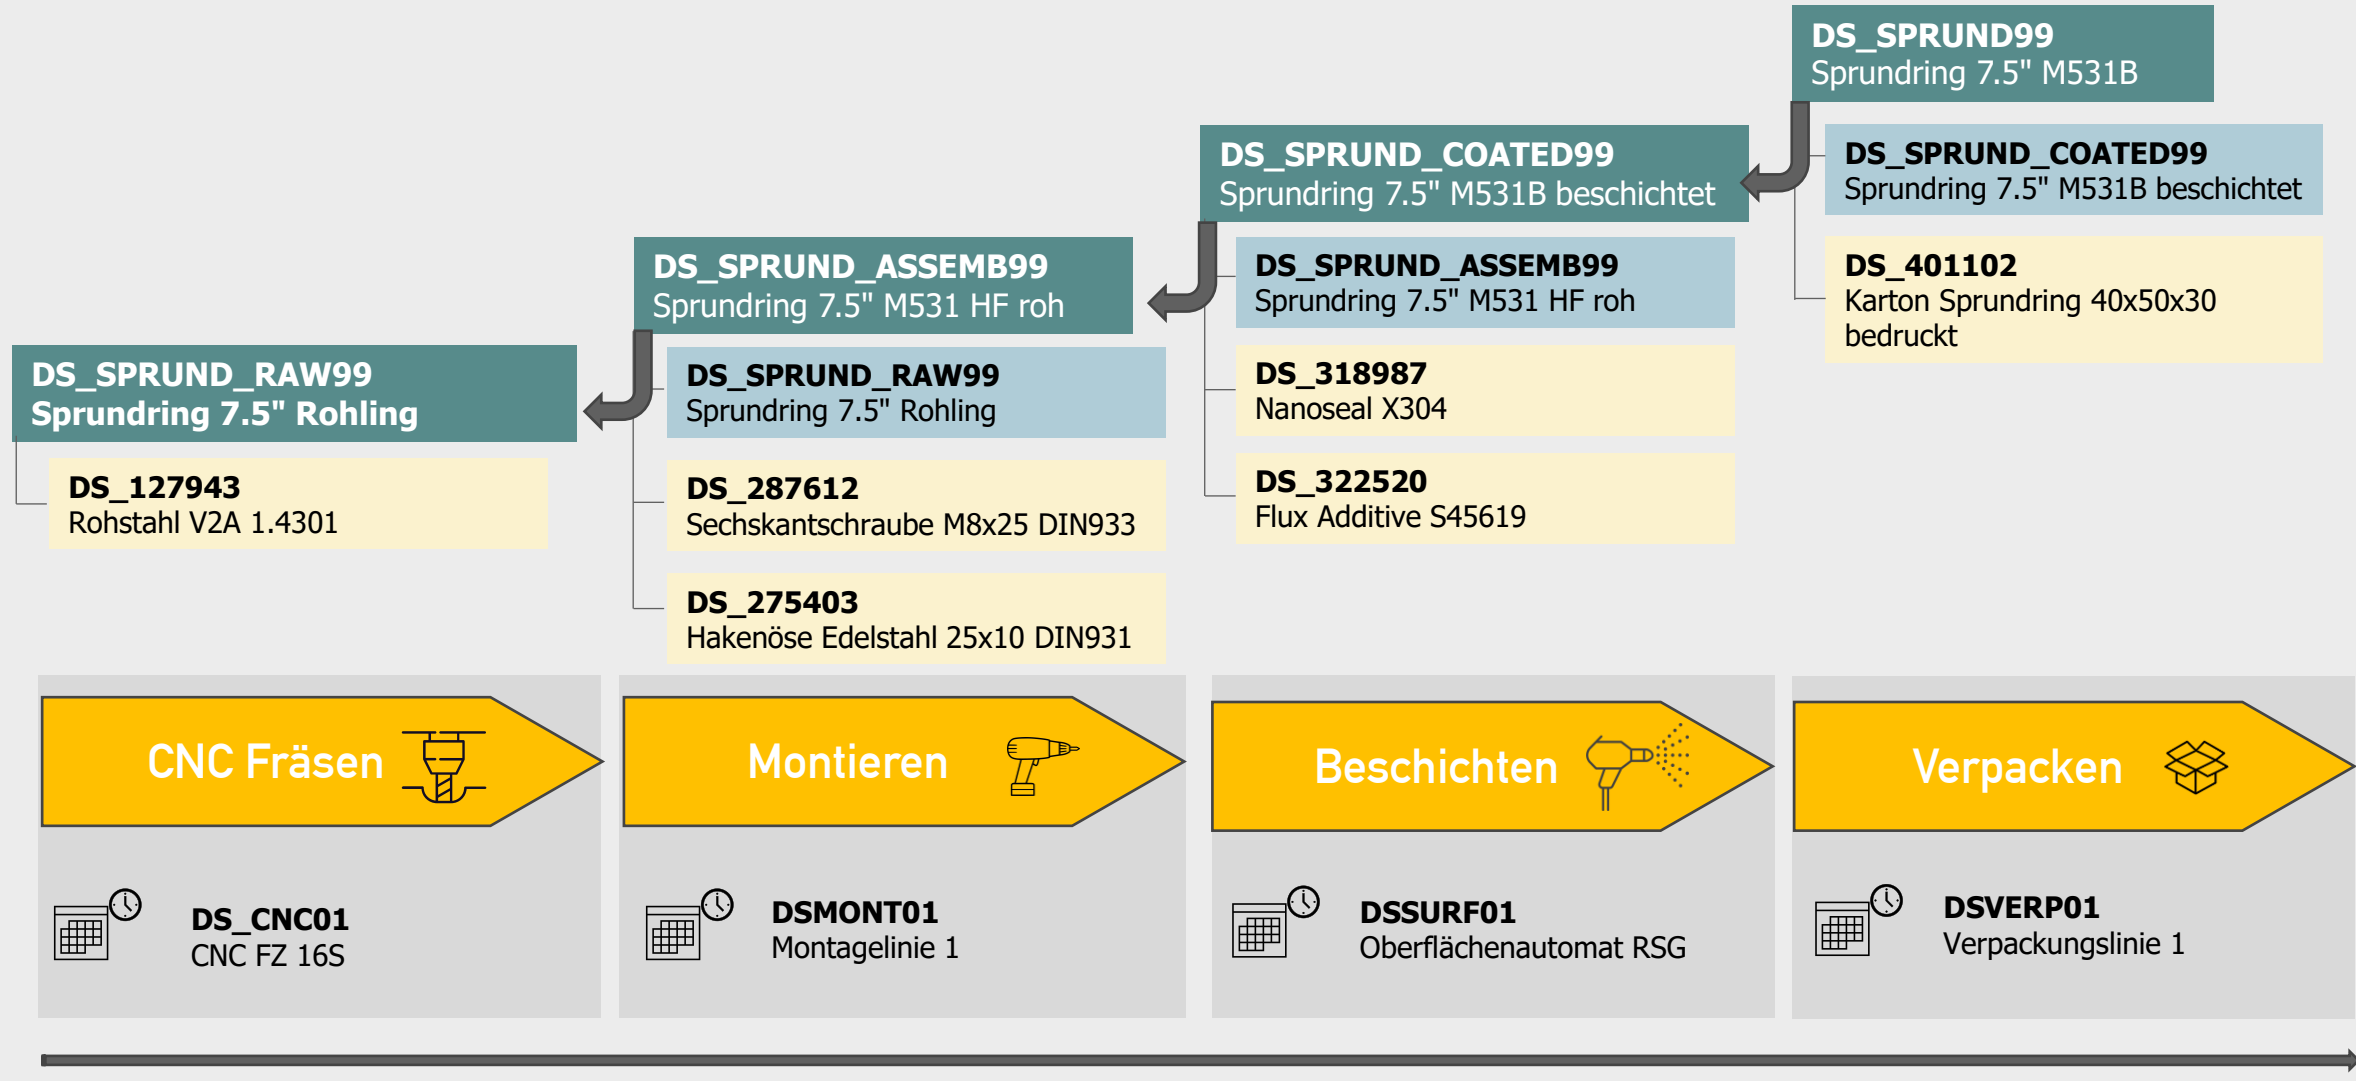 DS_SPRUND99
Sprundring 7.5" M531B
DS_SPRUND_COATED99
Sprundring 7.5" M531B beschichtet
DS_401102
Karton Sprundring 40x50x30
bedruckt
DS_SPRUND_COATED99
Sprundring 7.5" M531B beschichtet
DS_SPRUND_ASSEMB99
Sprundring 7.5" M531 HF roh
DS_318987
Nanoseal X304
DS_322520
Flux Additive S45619
DS_SPRUND_ASSEMB99
Sprundring 7.5" M531 HF roh
DS_SPRUND_RAW99
Sprundring 7.5" Rohling
DS_287612
Sechskantschraube M8x25 DIN933
DS_275403
Hakenöse Edelstahl 25x10 DIN931
DS_SPRUND_RAW99
Sprundring 7.5" Rohling
DS_127943
Rohstahl V2A 1.4301
CNC Fräsen
Montieren
Beschichten
Verpacken
DS_CNC01
CNC FZ 16S
DSMONT01
Montagelinie 1
DSSURF01
Oberflächenautomat RSG
DSVERP01
Verpackungslinie 1